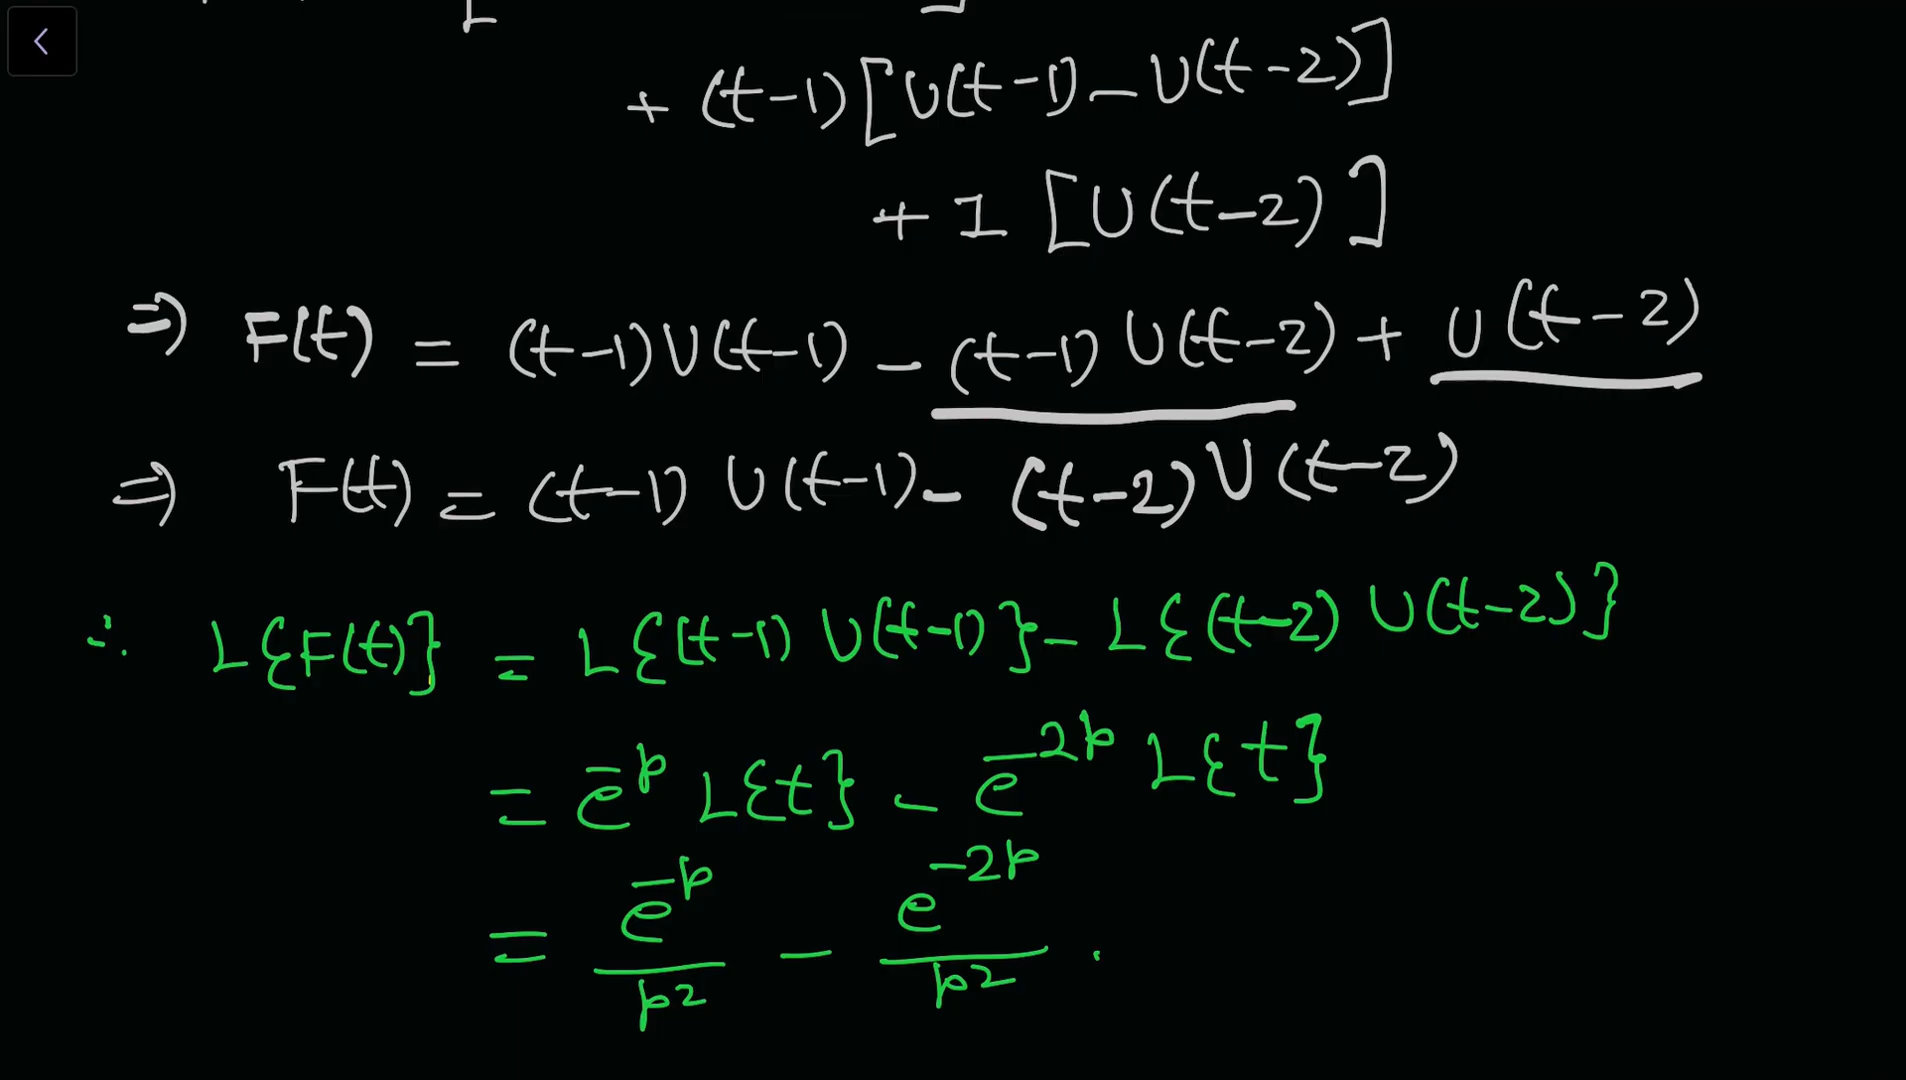 + (t-1)[U(t-1) - U(t-2)]
+ 1 [U(t-2)]
⇒ F(t) = (t-1)U(t-1) - (t-1)U(t-2) + U(t-2)
⇒ F(t) = (t-1) U(t-1) - (t-2) U(t-2)
∴ L{F(t)} = L{(t-1) U(t-1)} - L{(t-2) U(t-2)}
= e^{-p} L{t} - e^{-2p} L{t}
= e^{-p}/p² - e^{-2p}/p² .